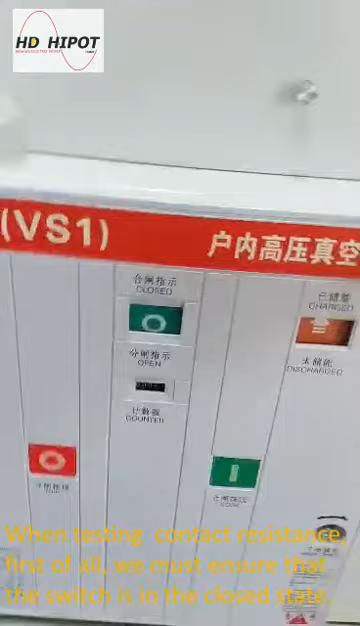 HD HIPOT
(VS1)
户内高压真空
合闸指示
CLOSED
已储能
CHARGED
分闸指示
OPEN
未储能
DISCHARGED
计数器
COUNTER
When testing contact resistance,
first of all, we must ensure that
the switch is in the closed state.